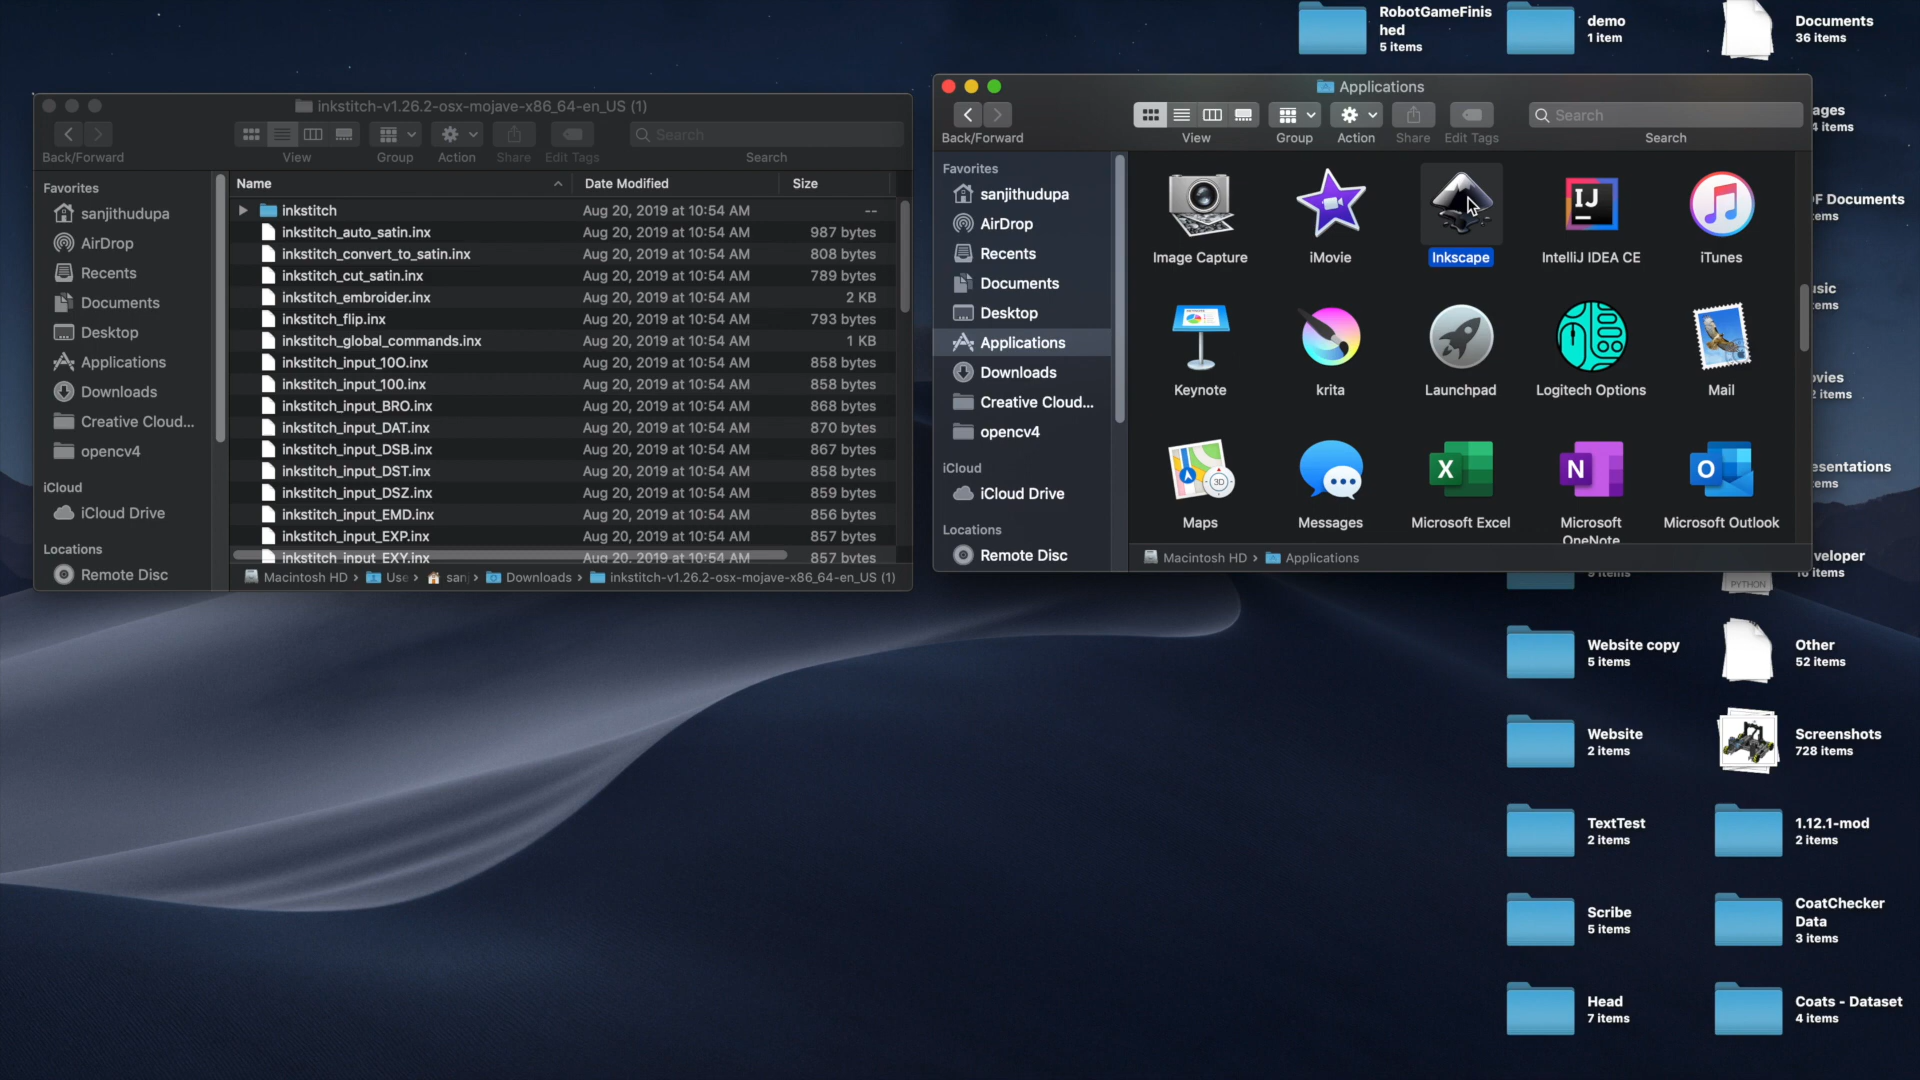 RobotGameFinis
hed
5 items
demo
1 item
Documents
36 items
inkstitch-v1.26.2-osx-mojave-x86_64-en_US (1)
Search
Back/Forward
View
Group
Action
Share
Edit Tags
Search
Favorites
sanjithudupa
AirDrop
Recents
Documents
Desktop
Applications
Downloads
Creative Cloud...
opencv4
iCloud
iCloud Drive
Locations
Remote Disc
Name Date Modified Size
inkstitch Aug 20, 2019 at 10:54 AM --
inkstitch_auto_satin.inx Aug 20, 2019 at 10:54 AM 987 bytes
inkstitch_convert_to_satin.inx Aug 20, 2019 at 10:54 AM 808 bytes
inkstitch_cut_satin.inx Aug 20, 2019 at 10:54 AM 789 bytes
inkstitch_embroider.inx Aug 20, 2019 at 10:54 AM 2 KB
inkstitch_flip.inx Aug 20, 2019 at 10:54 AM 793 bytes
inkstitch_global_commands.inx Aug 20, 2019 at 10:54 AM 1 KB
inkstitch_input_10O.inx Aug 20, 2019 at 10:54 AM 858 bytes
inkstitch_input_100.inx Aug 20, 2019 at 10:54 AM 858 bytes
inkstitch_input_BRO.inx Aug 20, 2019 at 10:54 AM 868 bytes
inkstitch_input_DAT.inx Aug 20, 2019 at 10:54 AM 870 bytes
inkstitch_input_DSB.inx Aug 20, 2019 at 10:54 AM 867 bytes
inkstitch_input_DST.inx Aug 20, 2019 at 10:54 AM 858 bytes
inkstitch_input_DSZ.inx Aug 20, 2019 at 10:54 AM 859 bytes
inkstitch_input_EMD.inx Aug 20, 2019 at 10:54 AM 856 bytes
inkstitch_input_EXP.inx Aug 20, 2019 at 10:54 AM 857 bytes
inkstitch_input_EXY.inx Aug 20, 2019 at 10:54 AM 857 bytes
Macintosh HD › Use › san › Downloads › inkstitch-v1.26.2-osx-mojave-x86_64-en_US (1)
Applications
Search
Back/Forward
View
Group
Action
Share
Edit Tags
Search
Favorites
sanjithudupa
AirDrop
Recents
Documents
Desktop
Applications
Downloads
Creative Cloud...
opencv4
iCloud
iCloud Drive
Locations
Remote Disc
IJ
Image Capture
iMovie
Inkscape
IntelliJ IDEA CE
iTunes
Keynote
krita
Launchpad
Logitech Options
Mail
3D
X
N
O
Maps
Messages
Microsoft Excel
Microsoft
OneNote
Microsoft Outlook
Macintosh HD › Applications
ages
4 items
F Documents
tems
usic
tems
ovies
2 items
esentations
ems
veloper
10 items
9 items
PYTHON
Website copy
5 items
Other
52 items
Website
2 items
Screenshots
728 items
TextTest
2 items
1.12.1-mod
2 items
Scribe
5 items
CoatChecker
Data
3 items
Head
7 items
Coats - Dataset
4 items